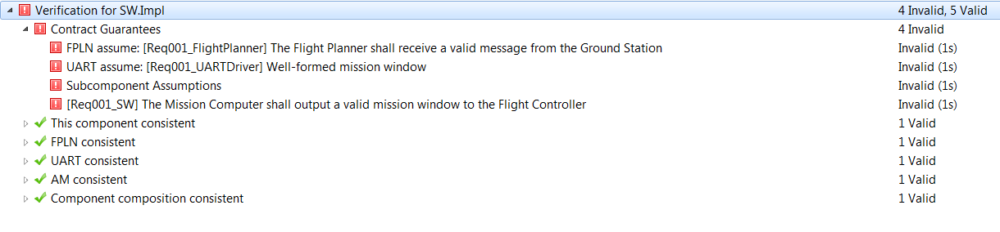 Verification for SW.Impl 4 Invalid, 5 Valid
Contract Guarantees 4 Invalid
FPLN assume: [Req001_FlightPlanner] The Flight Planner shall receive a valid message from the Ground Station Invalid (1s)
UART assume: [Req001_UARTDriver] Well-formed mission window Invalid (1s)
Subcomponent Assumptions Invalid (1s)
[Req001_SW] The Mission Computer shall output a valid mission window to the Flight Controller Invalid (1s)
This component consistent 1 Valid
FPLN consistent 1 Valid
UART consistent 1 Valid
AM consistent 1 Valid
Component composition consistent 1 Valid